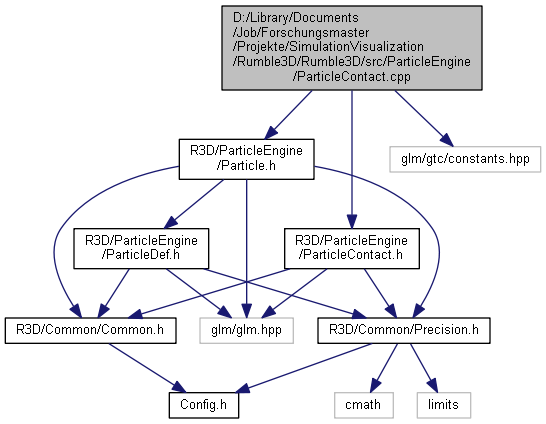 D:/Library/Documents
/Job/Forschungsmaster
/Projekte/SimulationVisualization
/Rumble3D/Rumble3D/src/ParticleEngine
/ParticleContact.cpp
R3D/ParticleEngine
/Particle.h
glm/gtc/constants.hpp
R3D/ParticleEngine
/ParticleDef.h
R3D/ParticleEngine
/ParticleContact.h
R3D/Common/Common.h
glm/glm.hpp
R3D/Common/Precision.h
Config.h
cmath
limits